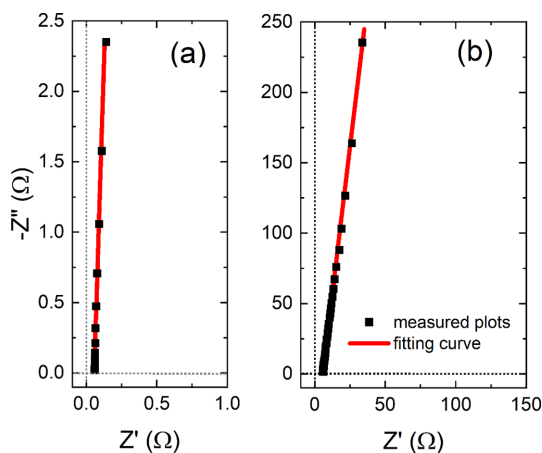 (a)
2.5
2.0
1.5
1.0
0.5
0.0
0.0 0.5 1.0
-Z" (Ω)
Z' (Ω)
(b)
250
200
150
100
50
0
0 50 100 150
measured plots
fitting curve
Z' (Ω)